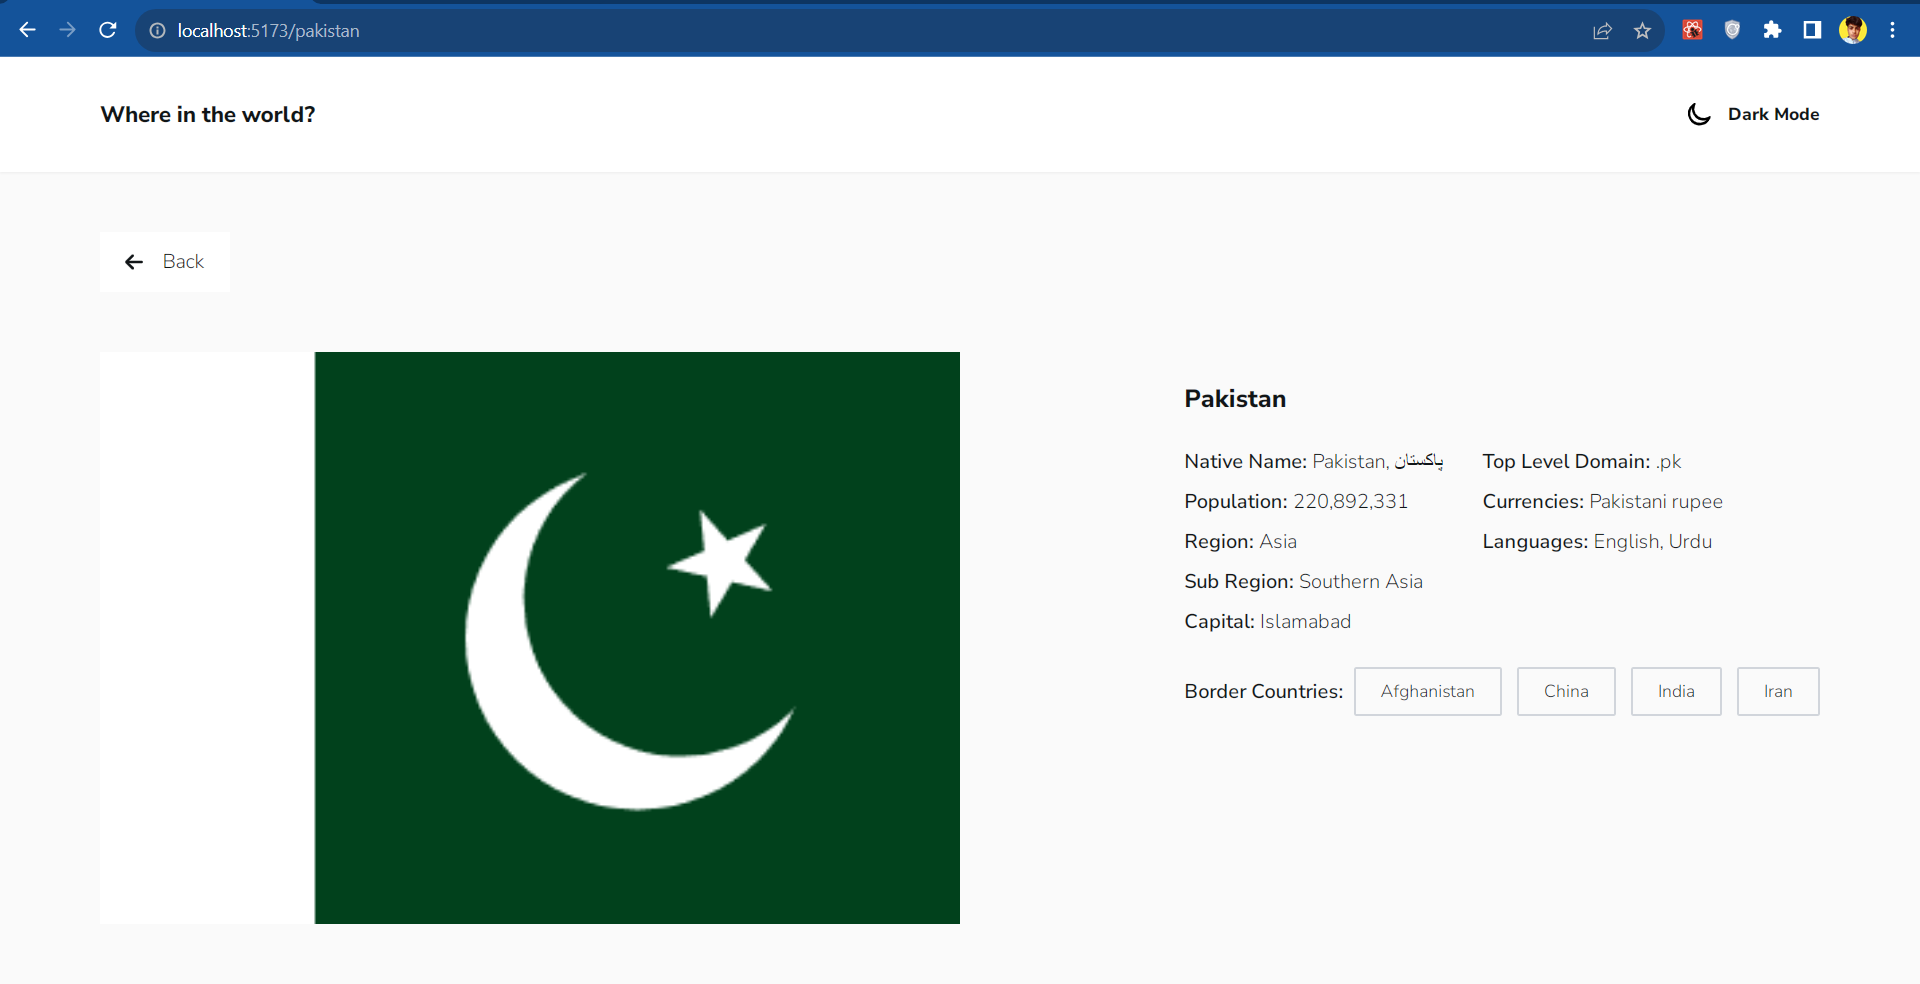 localhost:5173/pakistan
Where in the world?
Dark Mode
Back
Pakistan
Native Name: Pakistan, پاکستان
Top Level Domain: .pk
Population: 220,892,331
Currencies: Pakistani rupee
Region: Asia
Languages: English, Urdu
Sub Region: Southern Asia
Capital: Islamabad
Border Countries: Afghanistan China India Iran